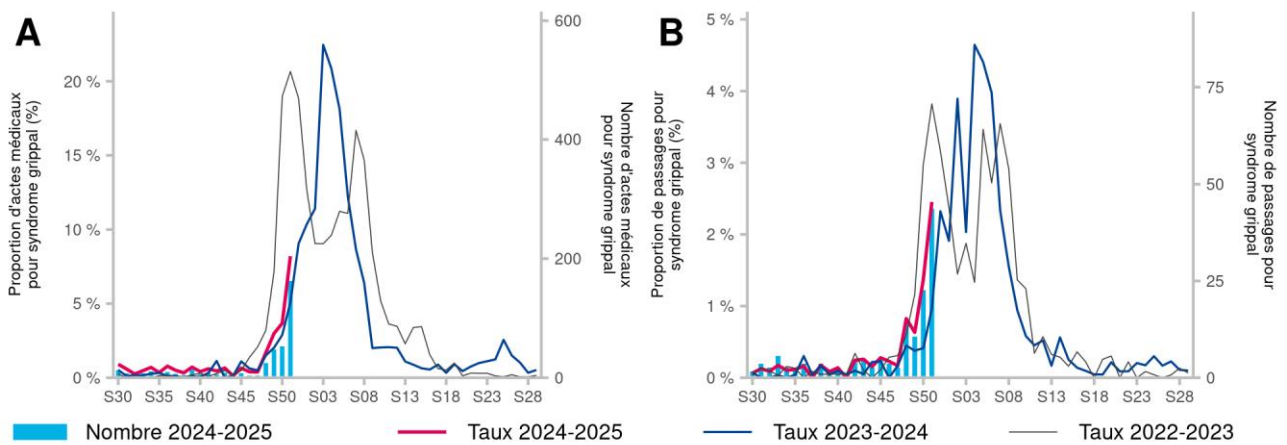 A
Proportion d'actes médicaux
pour syndrome grippal (%)
20 %
15 %
10 %
5 %
0 %
600
400
200
0
Nombre d'actes médicaux
pour syndrome grippal
S30 S35 S40 S45 S50 S03 S08 S13 S18 S23 S28
B
Proportion de passages pour
syndrome grippal (%)
5 %
4 %
3 %
2 %
1 %
0 %
75
50
25
0
Nombre de passages pour
syndrome grippal
S30 S35 S40 S45 S50 S03 S08 S13 S18 S23 S28
Nombre 2024-2025 Taux 2024-2025 Taux 2023-2024 Taux 2022-2023